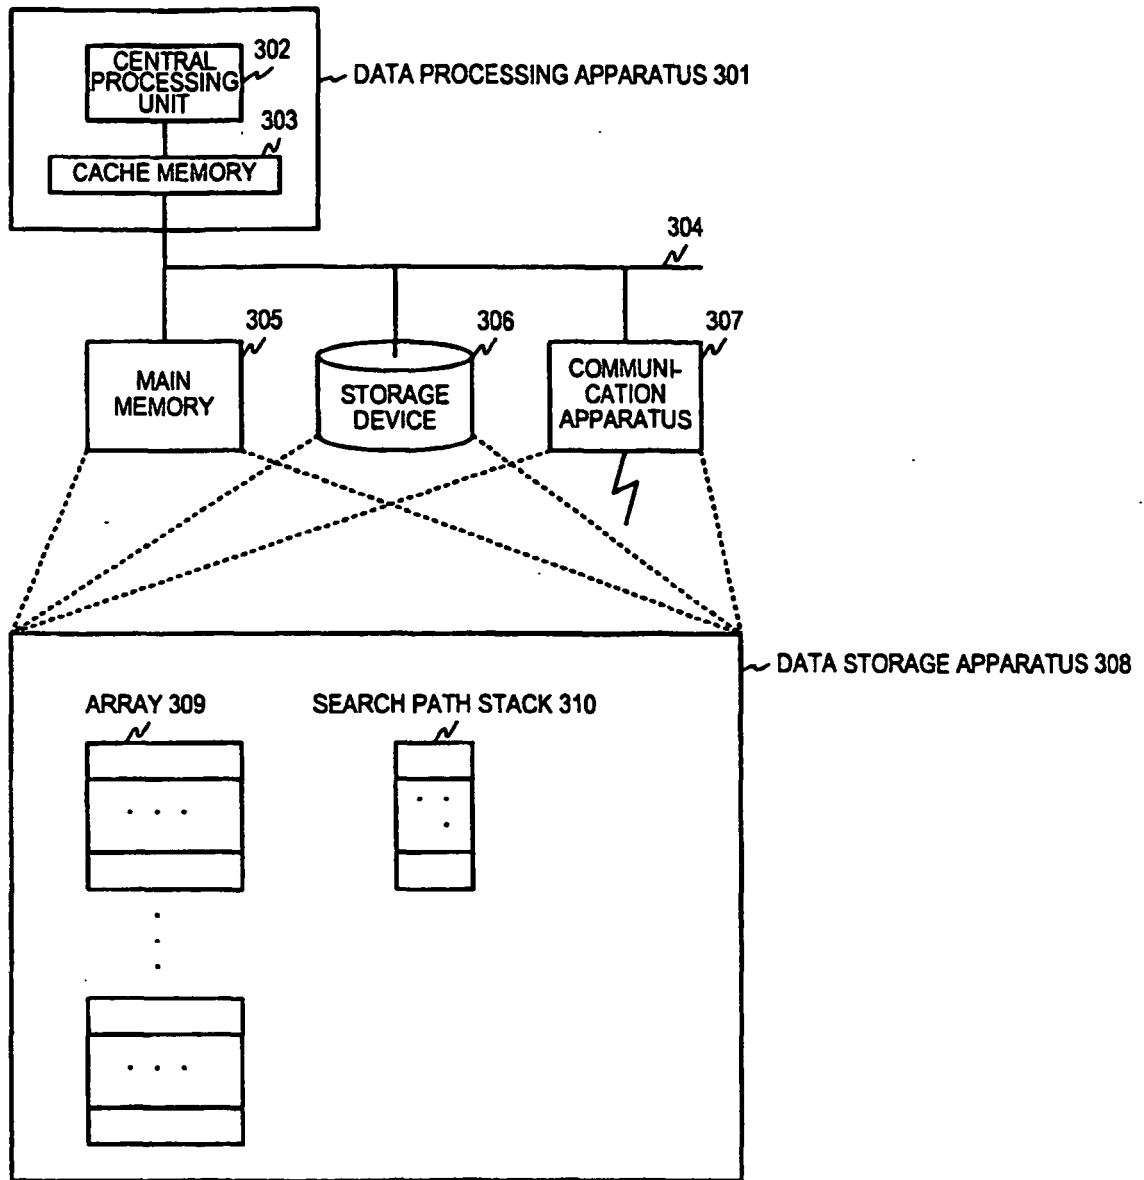 CENTRAL
PROCESSING
UNIT
302
DATA PROCESSING APPARATUS 301
303
CACHE MEMORY
304
305
306
307
MAIN
MEMORY
STORAGE
DEVICE
COMMUNI-
CATION
APPARATUS
DATA STORAGE APPARATUS 308
ARRAY 309
SEARCH PATH STACK 310